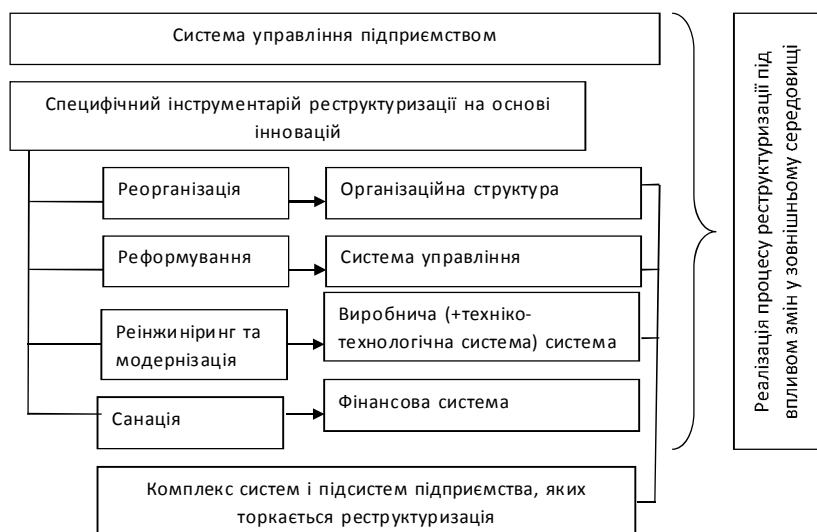 Система управління підприємством
Специфічний інструментарій реструктуризації на основі
інновацій
Реорганізація
Організаційна структура
Реформування
Система управління
Реінжиніринг та
модернізація
Виробнича (+техніко-
технологічна система) система
Санація
Фінансова система
Комплекс систем і підсистем підприємства, яких
торкається реструктуризація
Реалізація процесу реструктуризації під
впливом змін у зовнішньому середовищі